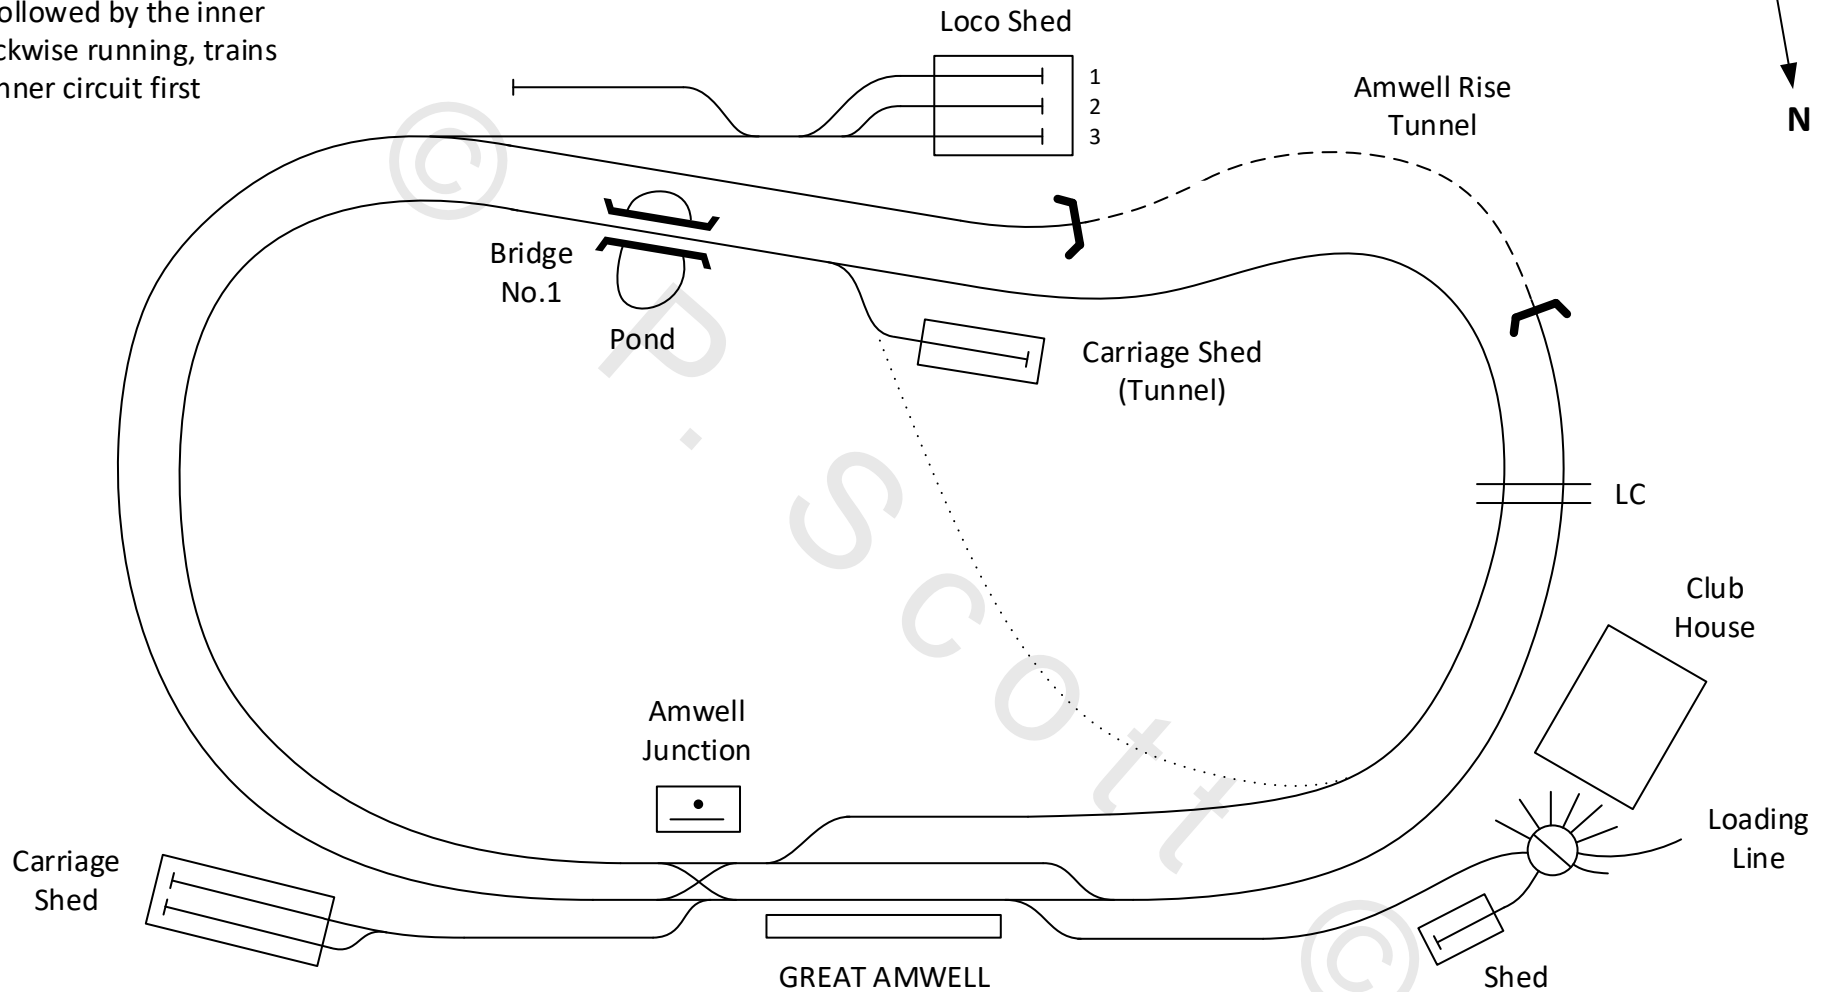 ollowed by the inner
ckwise running, trains
nner circuit first
Loco Shed
1
2
3
Amwell Rise
Tunnel
N
Bridge
No.1
Pond
Carriage Shed
(Tunnel)
LC
Club
House
Amwell
Junction
Loading
Line
Carriage
Shed
GREAT AMWELL
Shed
© P. Scott ©